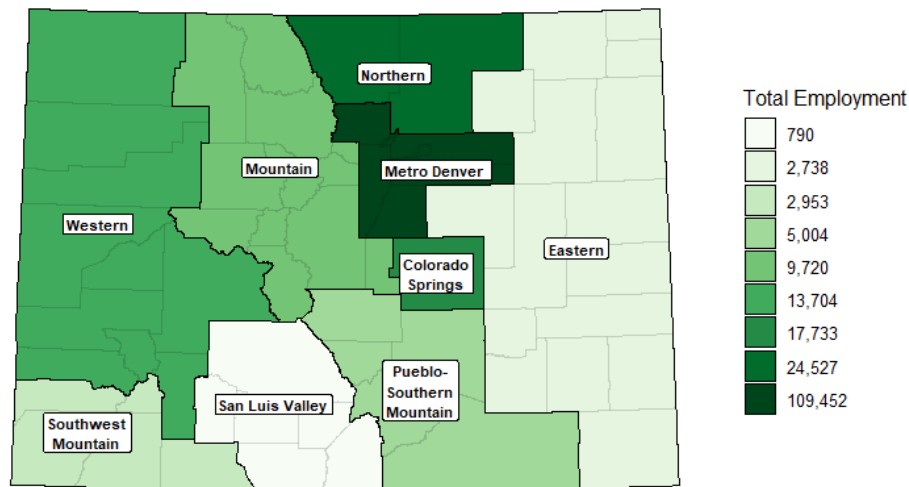 Northern
Total Employment
790
Mountain
Metro Denver
2,738
2,953
Western
5,004
Eastern
Colorado
Springs
9,720
13,704
17,733
Pueblo-
Southern
Mountain
24,527
San Luis Valley
109,452
Southwest
Mountain